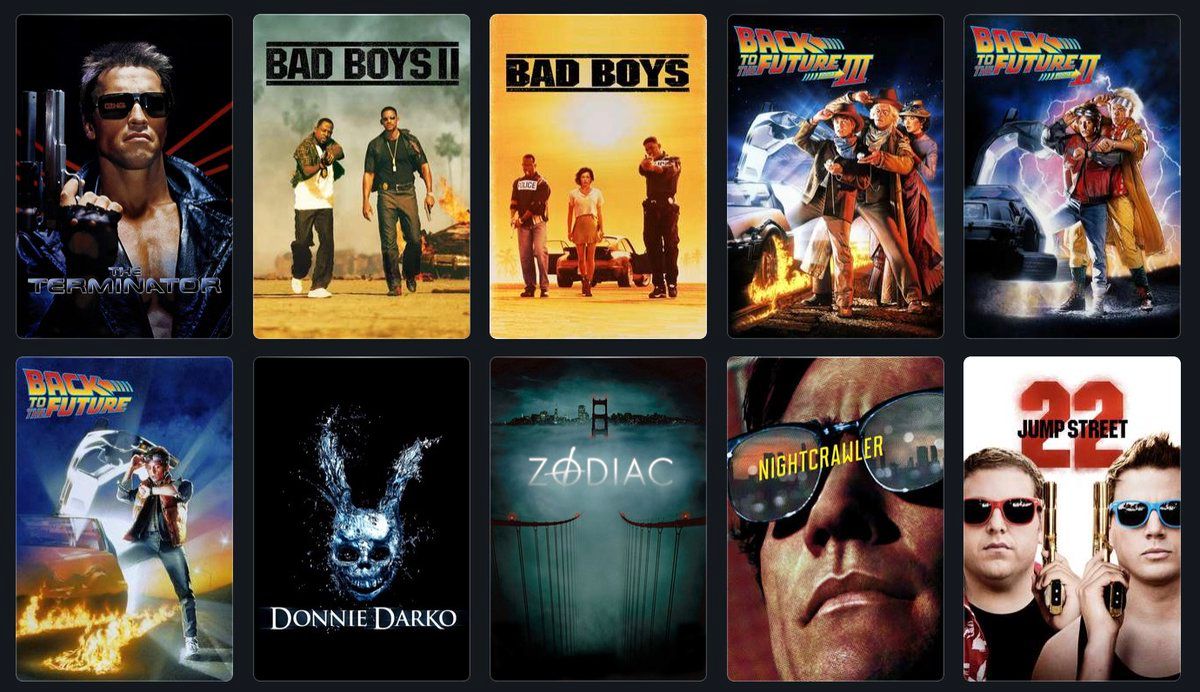 THE
TERMINATOR
BAD BOYS II
BAD BOYS
POLICE
BACK
TO THE FUTURE III
BACK
TO THE FUTURE II
BACK
TO THE FUTURE
DONNIE DARKO
ZODIAC
NIGHTCRAWLER
22
JUMP STREET